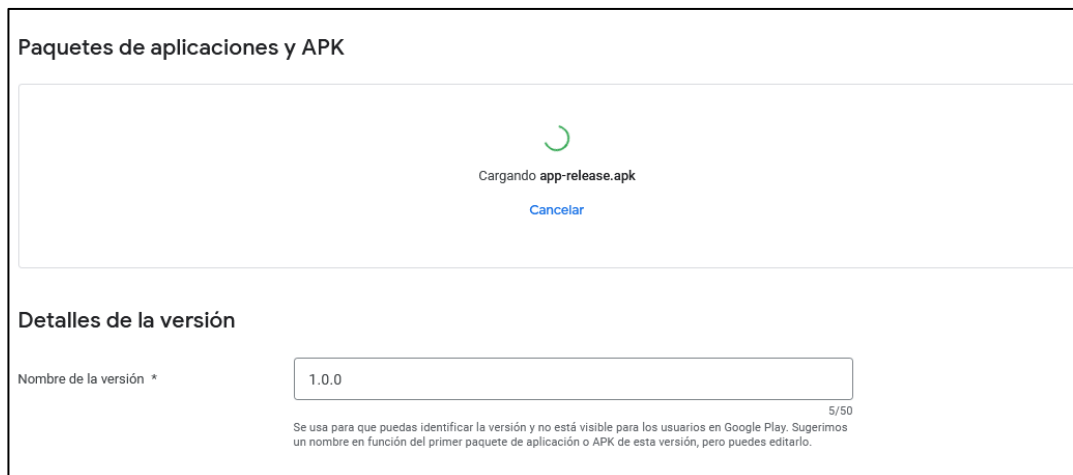 Paquetes de aplicaciones y APK
Cargando app-release.apk
Cancelar
Detalles de la versión
Nombre de la versión *
1.0.0
5/50
Se usa para que puedas identificar la versión y no está visible para los usuarios en Google Play. Sugerimos
un nombre en función del primer paquete de aplicación o APK de esta versión, pero puedes editarlo.